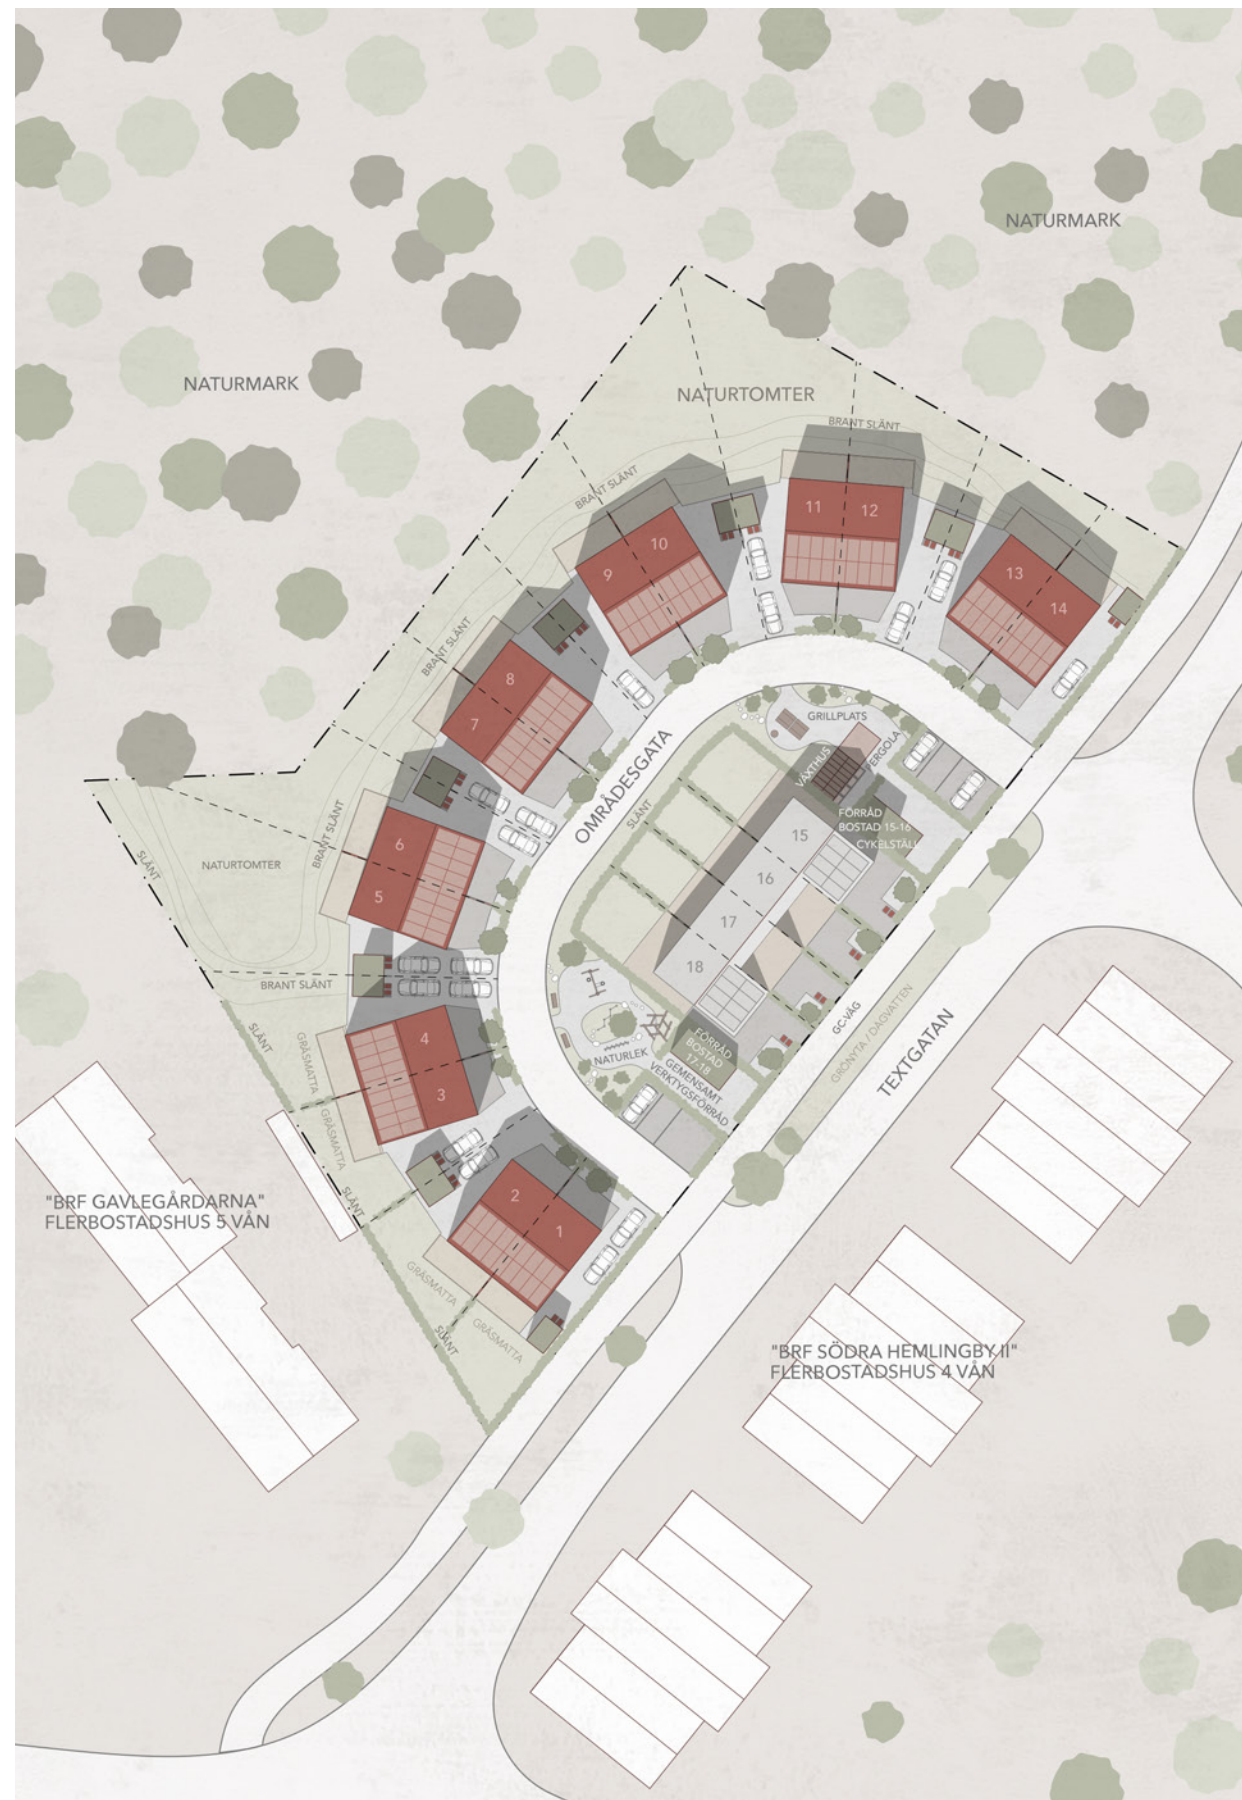 NATURMARK
NATURMARK
NATURTOMTER
BRANT SLÄNT
BRANT SLÄNT
11
12
10
9
13
14
BRANT SLÄNT
8
7
GRILLPLATS
ERGOLA
VÄXTHUS
OMRÅDESGATA
SLÄNT
FÖRRÅD
BOSTAD 15-16
CYKELSTÄLL
15
16
17
18
BRANT SLÄNT
6
5
NATURTOMTER
SLÄNT
BRANT SLÄNT
SLÄNT
GRÄSMATTA
GRÄSMATTA
4
3
NATURLEK
FÖRRÅD
BOSTAD
17-18
GEMENSAMT
VERKTYGSFÖRRÅD
GC-VÄG
GRÖNYTA / DAGVATTEN
TEXTGATAN
SLÄNT
2
1
"BRF GAVLEGÅRDARNA"
FLERBOSTADSHUS 5 VÅN
GRÄSMATTA
GRÄSMATTA
SLÄNT
"BRF SÖDRA HEMLINGBY II"
FLERBOSTADSHUS 4 VÅN